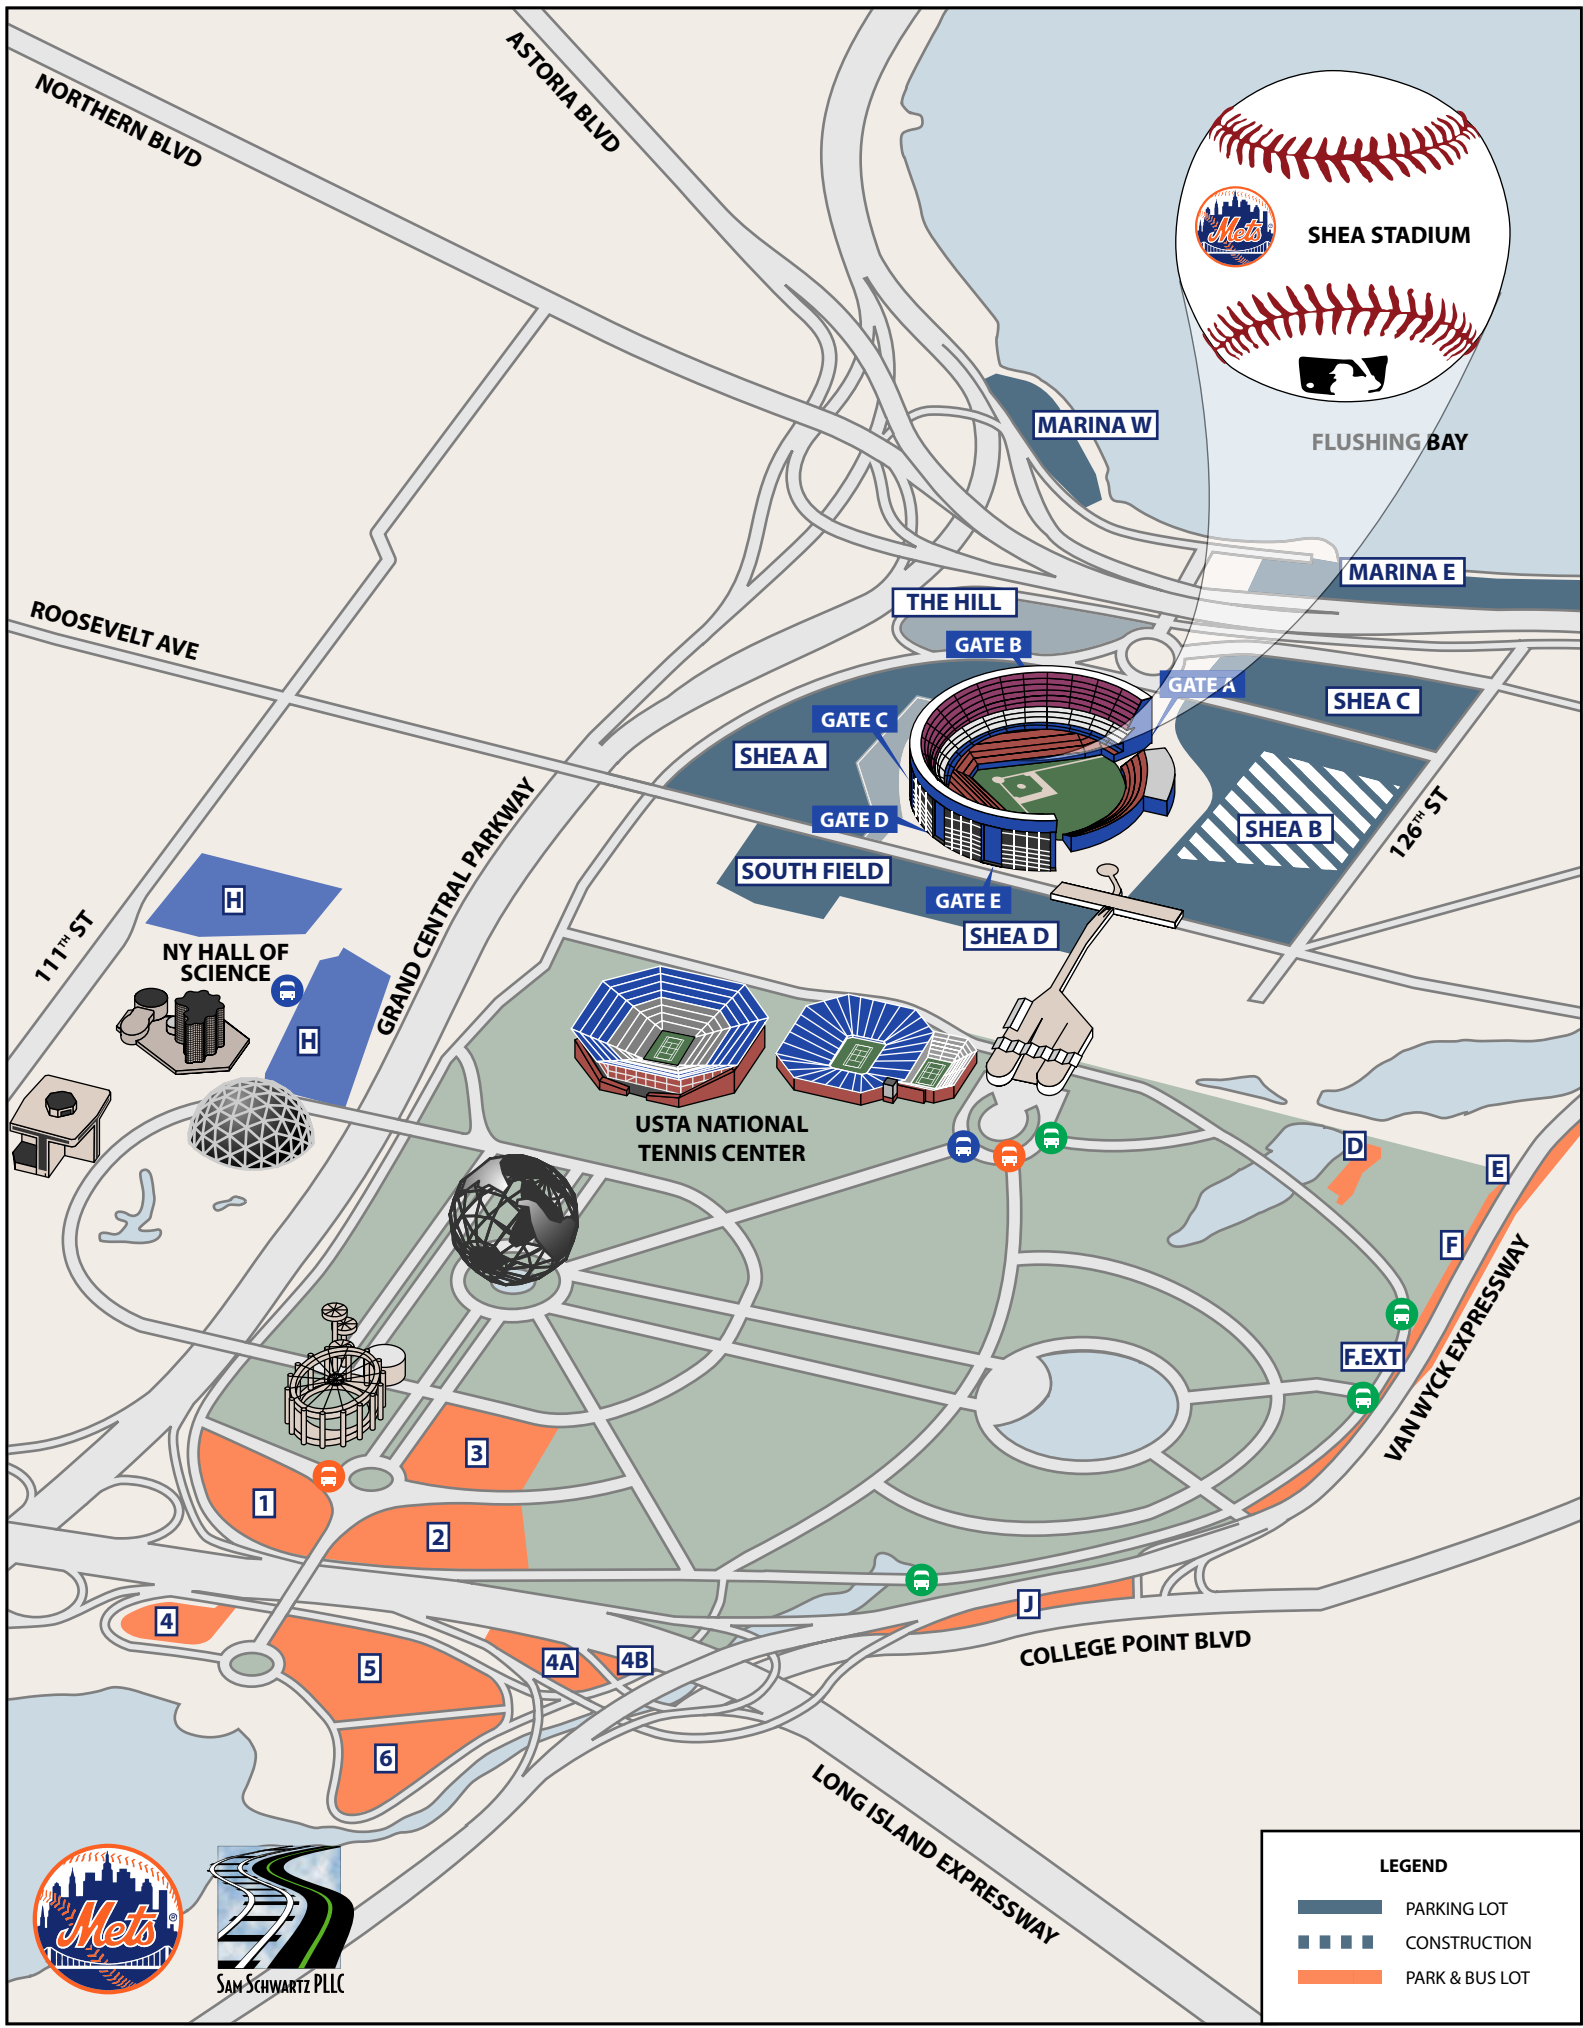 NORTHERN BLVD
ASTORIA BLVD
Mets
SHEA STADIUM
MARINA W
FLUSHING BAY
MARINA E
THE HILL
ROOSEVELT AVE
GATE B
GATE A
SHEA C
GATE C
SHEA A
GATE D
SHEA B
126TH ST
SOUTH FIELD
GATE E
SHEA D
GRAND CENTRAL PARKWAY
H
111TH ST
NY HALL OF
SCIENCE
H
USTA NATIONAL
TENNIS CENTER
D
E
F
VAN WYCK EXPRESSWAY
F.EXT
3
1
2
J
4
4A
4B
5
COLLEGE POINT BLVD
6
LONG ISLAND EXPRESSWAY
Mets
®
SAM SCHWARTZ PLLC
LEGEND
PARKING LOT
CONSTRUCTION
PARK & BUS LOT